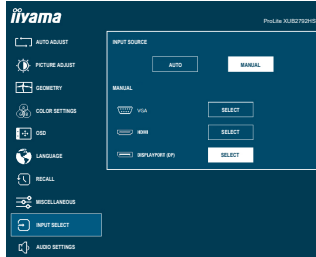 iiyama
ProLite XUB2792HS
AUTO ADJUST
PICTURE ADJUST
GEOMETRY
COLOR SETTINGS
OSD
LANGUAGE
RECALL
MISCELLANEOUS
INPUT SELECT
AUDIO SETTINGS
INPUT SOURCE
AUTO MANUAL
MANUAL
VGA SELECT
HDMI SELECT
DISPLAYPORT (DP) SELECT